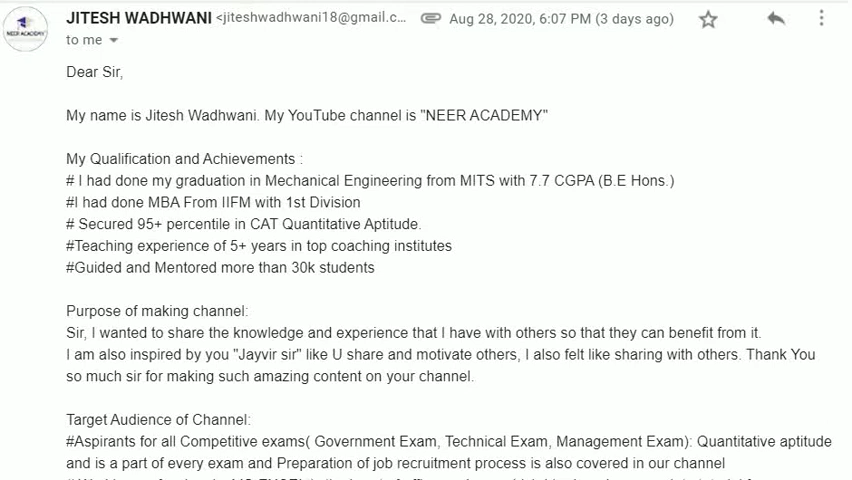 NEER ACADEMY
JITESH WADHWANI <jiteshwadhwani18@gmail.c... Aug 28, 2020, 6:07 PM (3 days ago)
to me
Dear Sir,
My name is Jitesh Wadhwani. My YouTube channel is "NEER ACADEMY"
My Qualification and Achievements :
# I had done my graduation in Mechanical Engineering from MITS with 7.7 CGPA (B.E Hons.)
#I had done MBA From IIFM with 1st Division
# Secured 95+ percentile in CAT Quantitative Aptitude.
#Teaching experience of 5+ years in top coaching institutes
#Guided and Mentored more than 30k students
Purpose of making channel:
Sir, I wanted to share the knowledge and experience that I have with others so that they can benefit from it.
I am also inspired by you "Jayvir sir" like U share and motivate others, I also felt like sharing with others. Thank You
so much sir for making such amazing content on your channel.
Target Audience of Channel:
#Aspirants for all Competitive exams( Government Exam, Technical Exam, Management Exam): Quantitative aptitude
and is a part of every exam and Preparation of job recruitment process is also covered in our channel